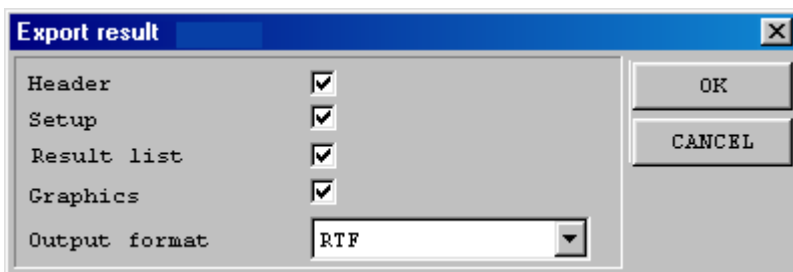 Export result
Header
OK
Setup
CANCEL
Result list
Graphics
Output format RTF